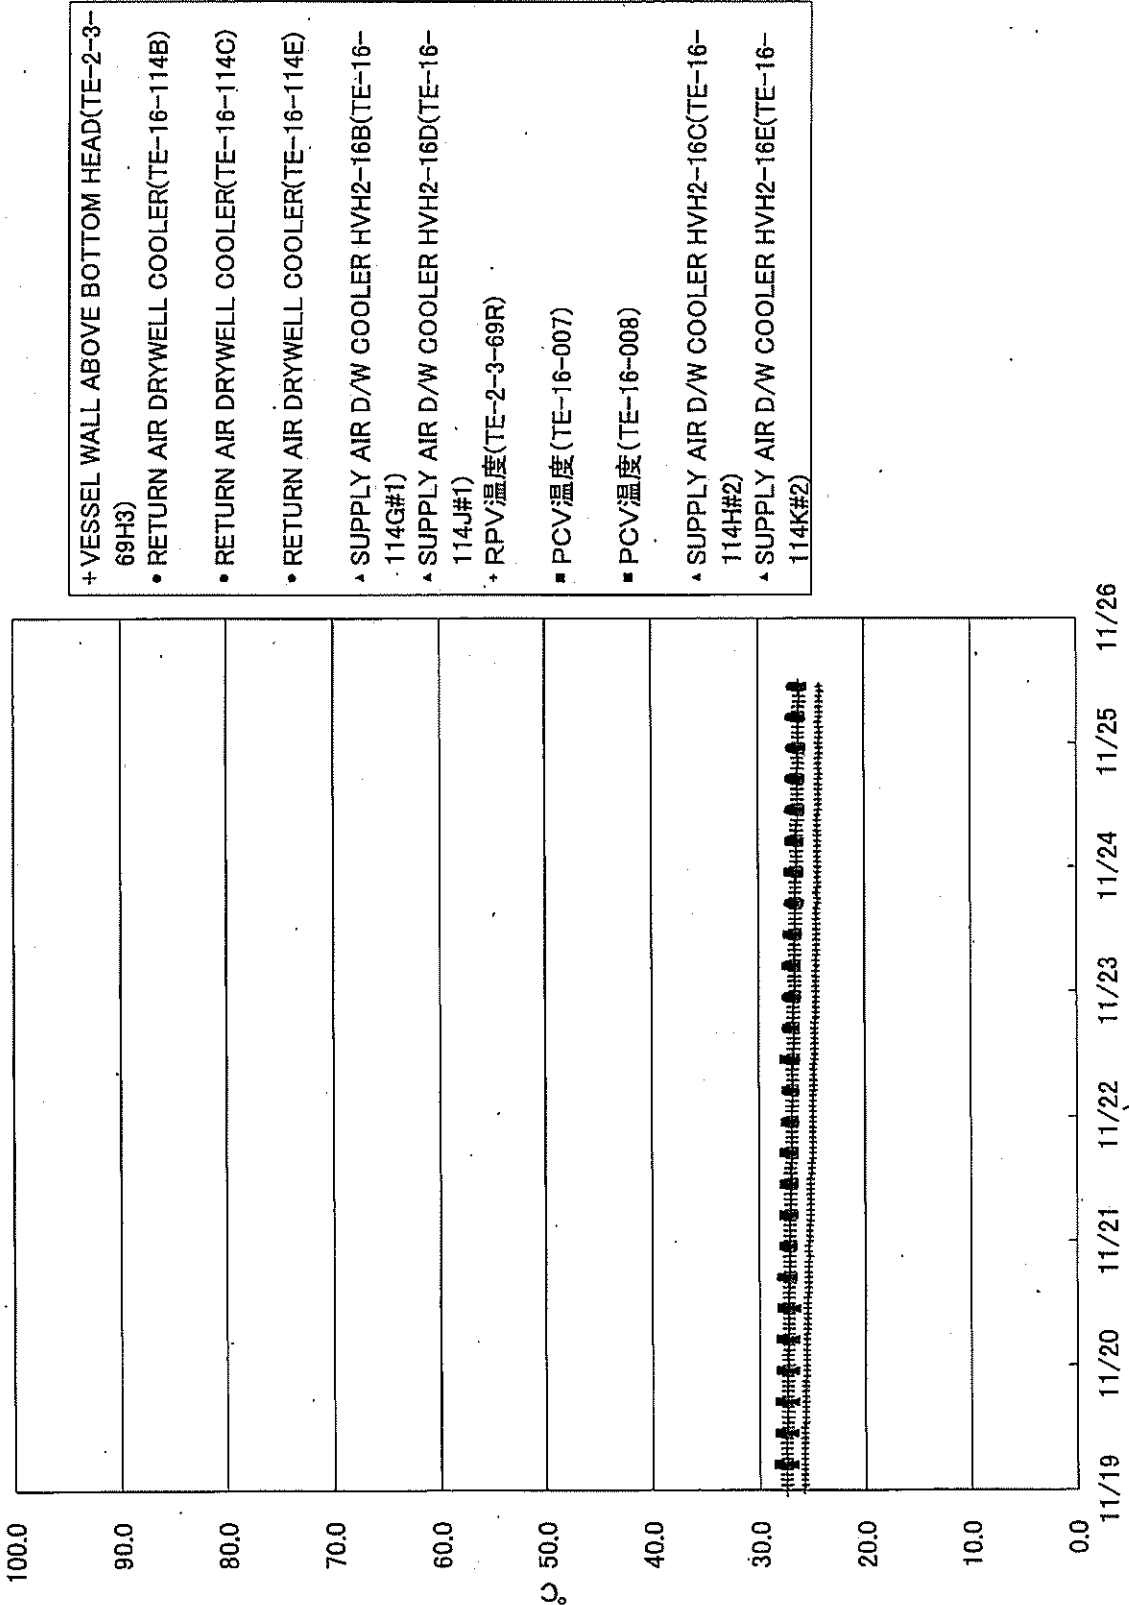 100.0
90.0
80.0
70.0
60.0
50.0
40.0
30.0
20.0
10.0
0.0
℃
11/19
11/20
11/21
11/22
11/23
11/24
11/25
11/26
+ VESSEL WALL ABOVE BOTTOM HEAD(TE-2-3-
69H3)
• RETURN AIR DRYWELL COOLER(TE-16-114B)
• RETURN AIR DRYWELL COOLER(TE-16-114C)
• RETURN AIR DRYWELL COOLER(TE-16-114E)
▲ SUPPLY AIR D/W COOLER HVH2-16B(TE-16-
114G#1)
▲ SUPPLY AIR D/W COOLER HVH2-16D(TE-16-
114J#1)
+ RPV温度(TE-2-3-69R)
■ PCV温度(TE-16-007)
■ PCV温度(TE-16-008)
▲ SUPPLY AIR D/W COOLER HVH2-16C(TE-16-
114H#2)
▲ SUPPLY AIR D/W COOLER HVH2-16E(TE-16-
114K#2)